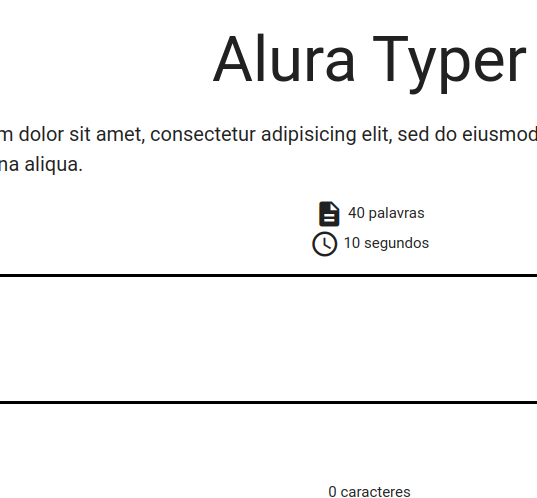 Alura Typer
m dolor sit amet, consectetur adipisicing elit, sed do eiusmod
na aliqua.
40 palavras
10 segundos
0 caracteres